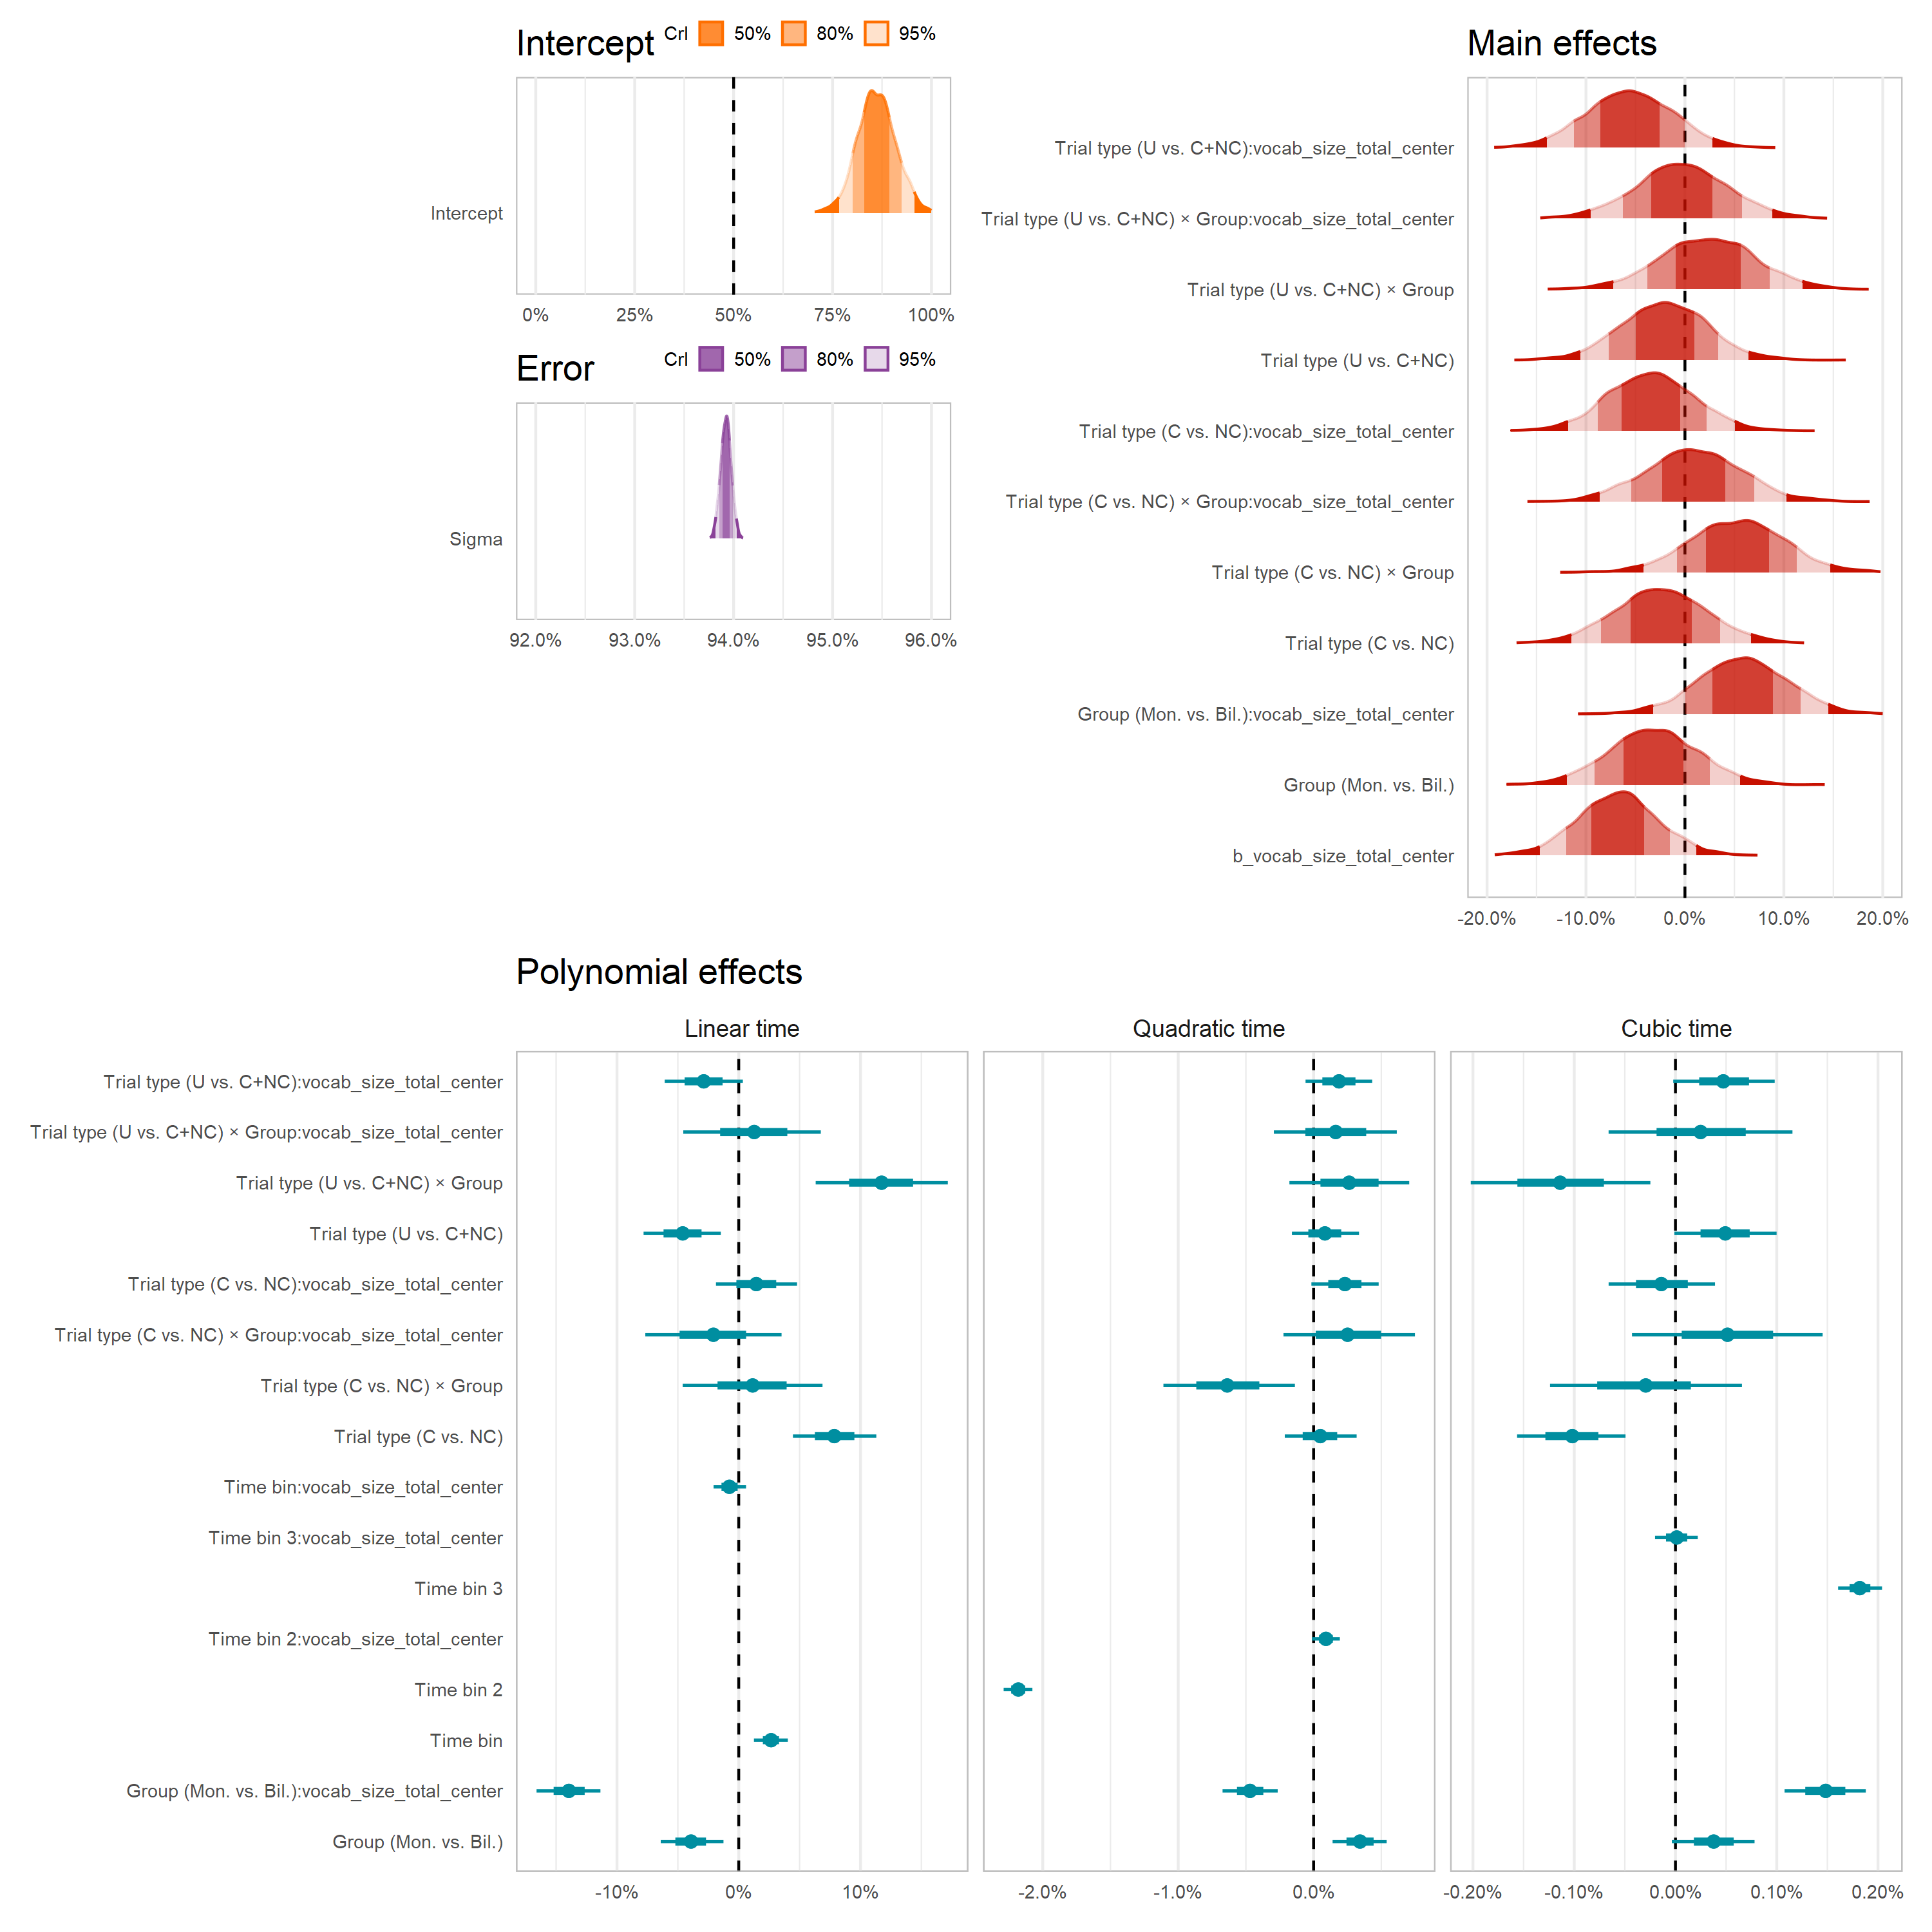 Intercept CrI 50% 80% 95%
Intercept
0% 25% 50% 75% 100%
Error CrI 50% 80% 95%
Sigma
92.0% 93.0% 94.0% 95.0% 96.0%
Main effects
Trial type (U vs. C+NC):vocab_size_total_center
Trial type (U vs. C+NC) × Group:vocab_size_total_center
Trial type (U vs. C+NC) × Group
Trial type (U vs. C+NC)
Trial type (C vs. NC):vocab_size_total_center
Trial type (C vs. NC) × Group:vocab_size_total_center
Trial type (C vs. NC) × Group
Trial type (C vs. NC)
Group (Mon. vs. Bil.):vocab_size_total_center
Group (Mon. vs. Bil.)
b_vocab_size_total_center
-20.0% -10.0% 0.0% 10.0% 20.0%
Polynomial effects
Linear time Quadratic time Cubic time
Trial type (U vs. C+NC):vocab_size_total_center
Trial type (U vs. C+NC) × Group:vocab_size_total_center
Trial type (U vs. C+NC) × Group
Trial type (U vs. C+NC)
Trial type (C vs. NC):vocab_size_total_center
Trial type (C vs. NC) × Group:vocab_size_total_center
Trial type (C vs. NC) × Group
Trial type (C vs. NC)
Time bin:vocab_size_total_center
Time bin 3:vocab_size_total_center
Time bin 3
Time bin 2:vocab_size_total_center
Time bin 2
Time bin
Group (Mon. vs. Bil.):vocab_size_total_center
Group (Mon. vs. Bil.)
-10% 0% 10% -2.0% -1.0% 0.0% -0.20% -0.10% 0.00% 0.10% 0.20%